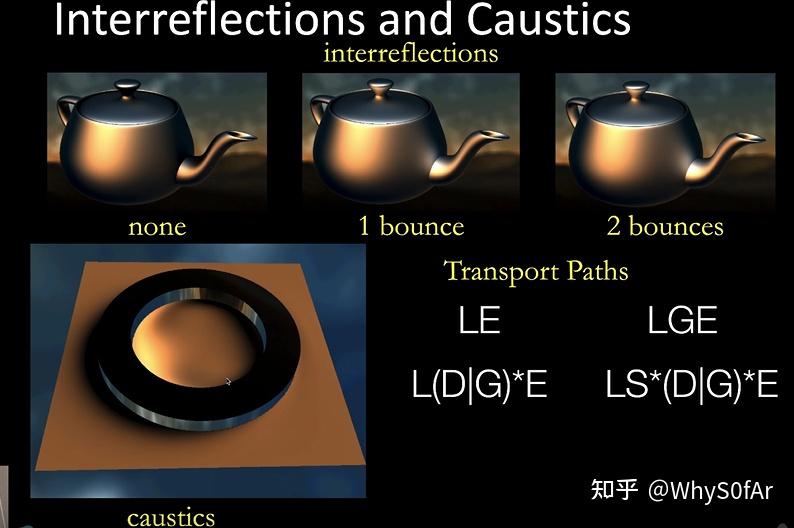 Interreflections and Caustics
interreflections
none
1 bounce
2 bounces
Transport Paths
LE
LGE
L(D|G)*E
LS*(D|G)*E
caustics
知乎 @WhyS0fAr